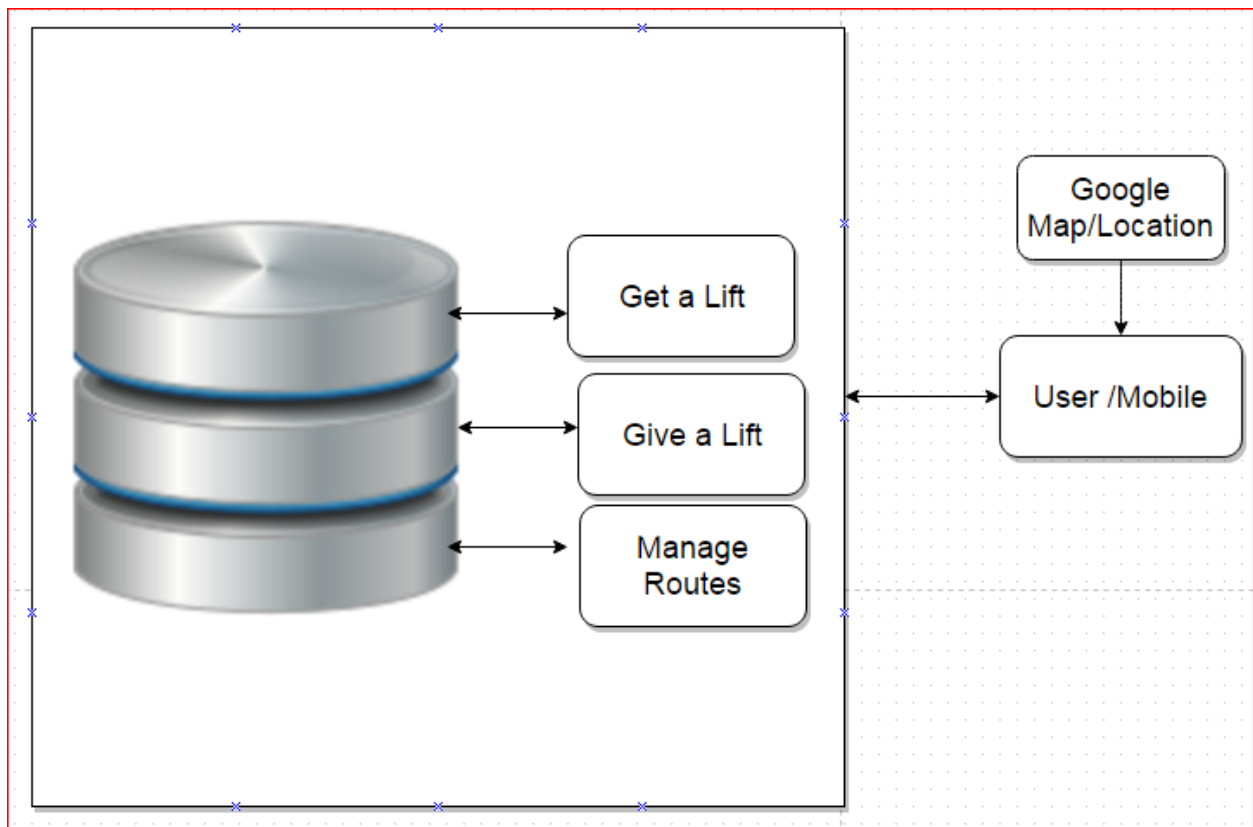 Google
Map/Location
Get a Lift
User /Mobile
Give a Lift
Manage
Routes